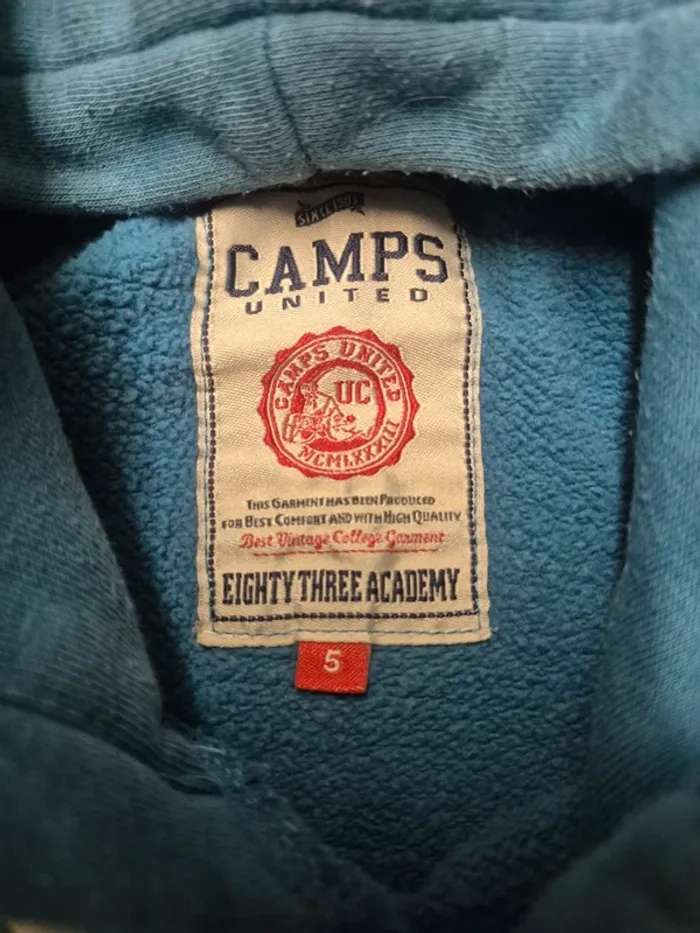 CAMPS
UNITED
CAMPS UNITED
UC
MCMLXXXIII
THIS GARMENT HAS BEEN PRODUCED
FOR BEST COMFORT AND WITH HIGH QUALITY
Best Vintage College Garment
EIGHTY THREE ACADEMY
5